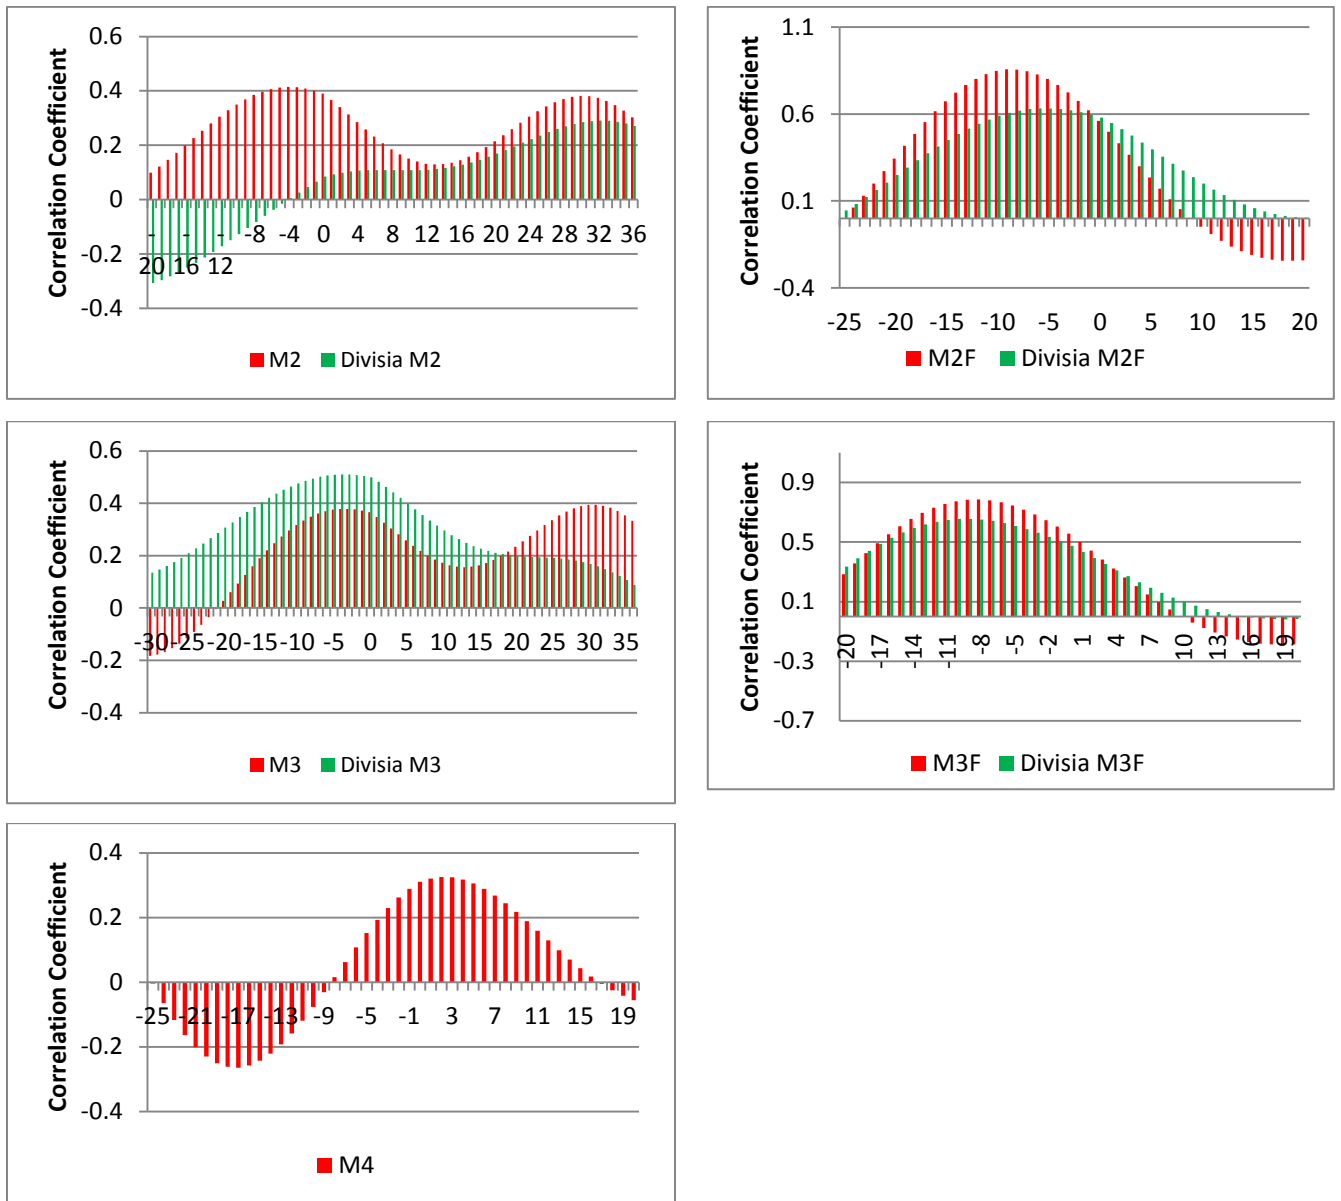 Correlation Coefficient
0.6
0.4
0.2
0
-0.2
-0.4
- - - -8 -4 0 4 8 12 16 20 24 28 32 36
20 16 12
M2 Divisia M2
Correlation Coefficient
1.1
0.6
0.1
-0.4
-25 -20 -15 -10 -5 0 5 10 15 20
M2F Divisia M2F
Correlation Coefficient
0.6
0.4
0.2
0
-0.2
-0.4
-30 -25 -20 -15 -10 -5 0 5 10 15 20 25 30 35
M3 Divisia M3
Correlation Coefficient
0.9
0.5
0.1
-0.3
-0.7
-20 -17 -14 -11 -8 -5 -2 1 4 7 10 13 16 19
M3F Divisia M3F
Correlation Coefficient
0.4
0.2
0
-0.2
-0.4
-25 -21 -17 -13 -9 -5 -1 3 7 11 15 19
M4